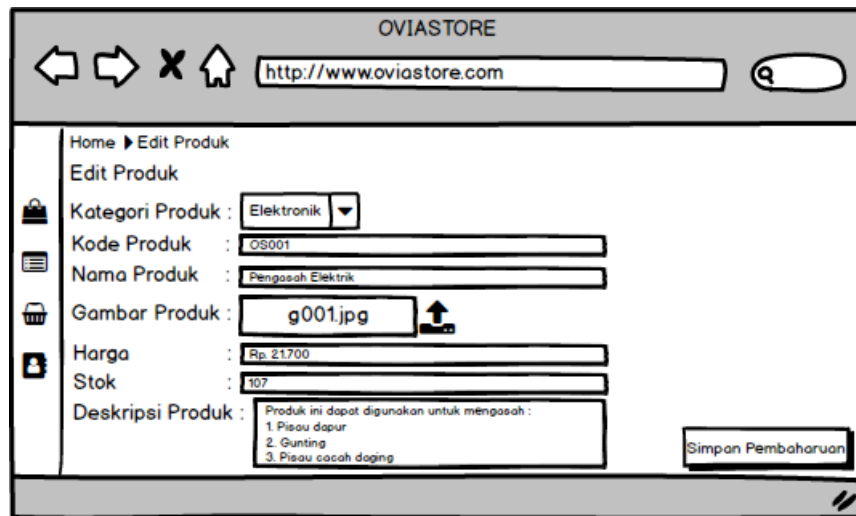 OVIASTORE
http://www.oviastore.com
Home Edit Produk
Edit Produk
Kategori Produk : Elektronik
Kode Produk : OS001
Nama Produk : Pengasah Elektrik
Gambar Produk : g001.jpg
Harga : Rp. 21.700
Stok : 107
Deskripsi Produk : Produk ini dapat digunakan untuk mengasah :
1. Pisau dapur
2. Gunting
3. Pisau cacah daging
Simpan Pembaharuan